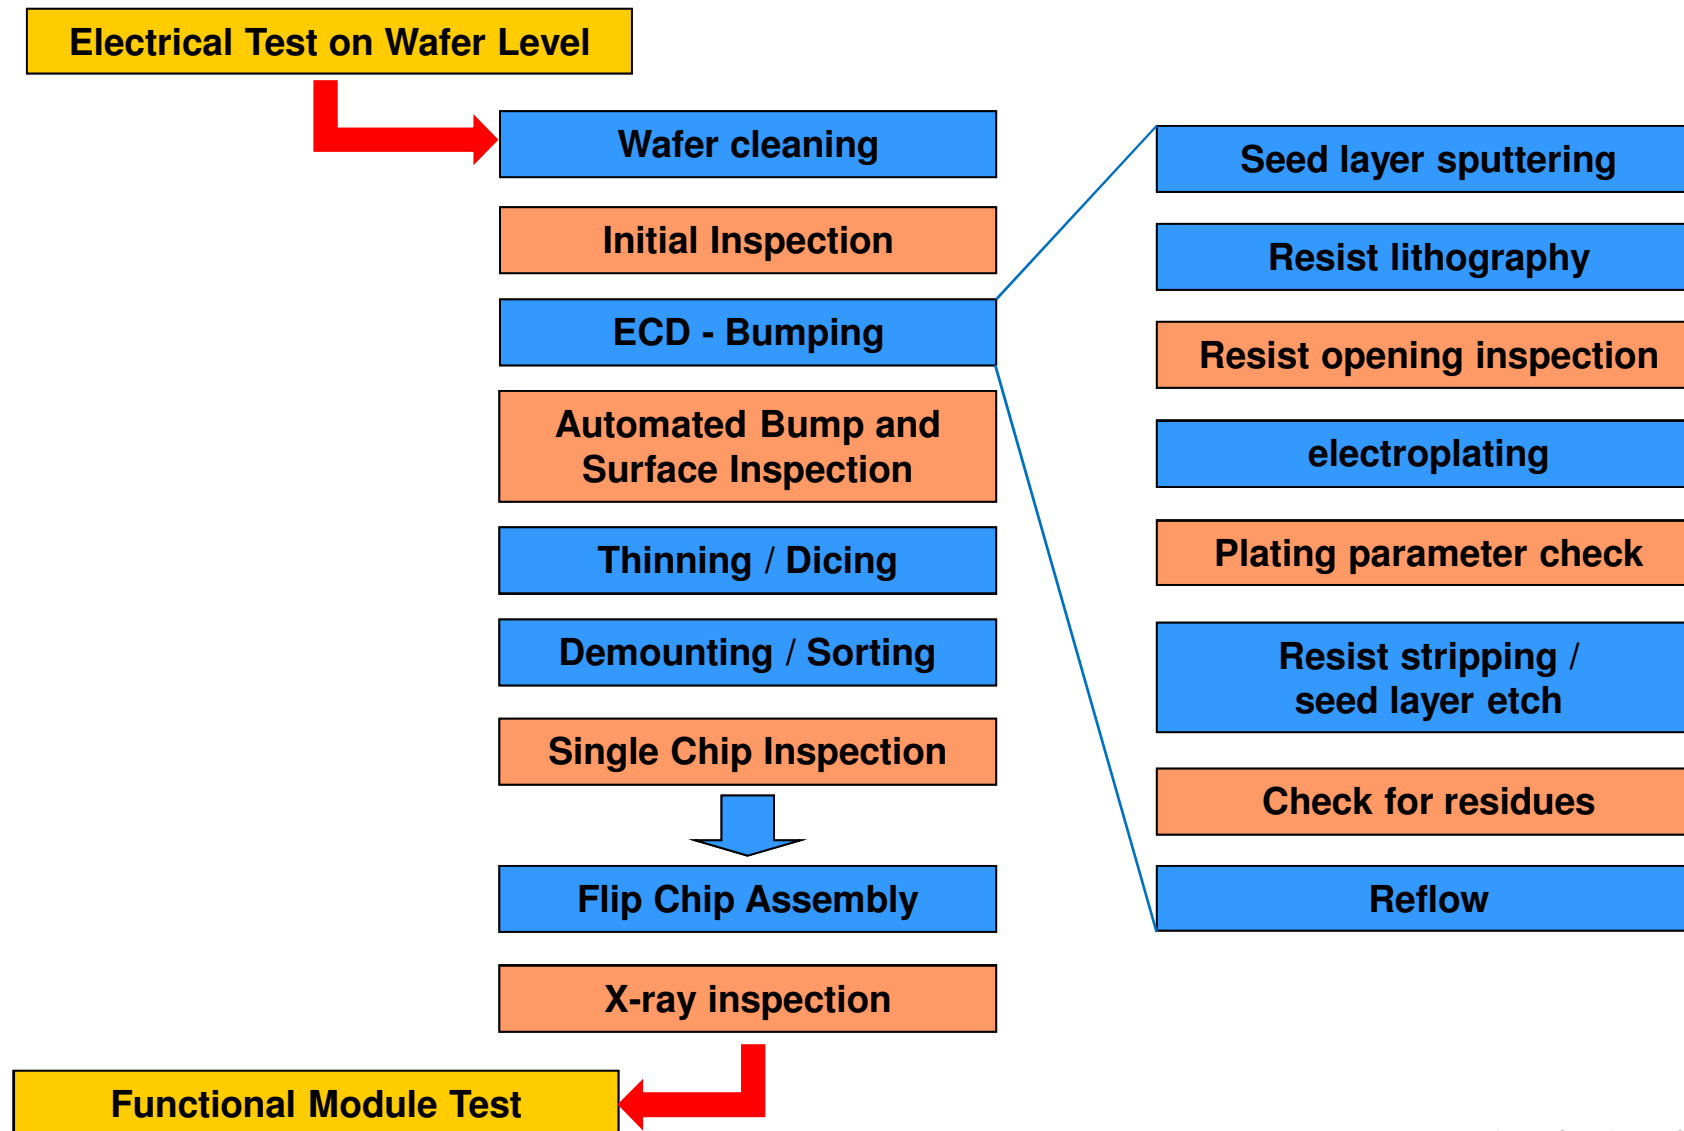 Electrical Test on Wafer Level
Wafer cleaning
Initial Inspection
ECD - Bumping
Automated Bump and
Surface Inspection
Thinning / Dicing
Demounting / Sorting
Single Chip Inspection
Flip Chip Assembly
X-ray inspection
Functional Module Test
Seed layer sputtering
Resist lithography
Resist opening inspection
electroplating
Plating parameter check
Resist stripping /
seed layer etch
Check for residues
Reflow